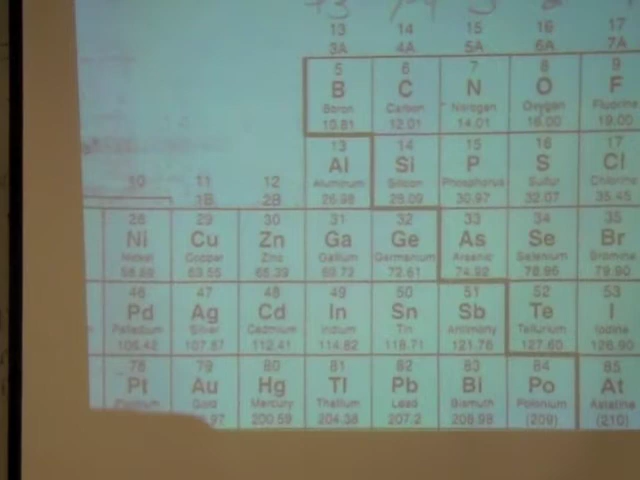 13 14 15 16 17
3A 4A 5A 6A 7A
5 6 7 8 9
B C N O F
Boron Carbon Nitrogen Oxygen Fluorine
10.81 12.01 14.01 16.00 19.00
13 14 15 16 17
Al Si P S Cl
10 11 12 Aluminum Silicon Phosphorus Sulfur Chlorine
1B 2B 26.98 28.09 30.97 32.07 35.45
28 29 30 31 32 33 34 35
Ni Cu Zn Ga Ge As Se Br
Nickel Copper Zinc Gallium Germanium Arsenic Selenium Bromine
58.69 63.55 65.39 69.72 72.61 74.92 78.96 79.90
46 47 48 49 50 51 52 53
Pd Ag Cd In Sn Sb Te I
Palladium Silver Cadmium Indium Tin Antimony Tellurium Iodine
106.42 107.87 112.41 114.82 118.71 121.76 127.60 126.90
78 79 80 81 82 83 84 85
Pt Au Hg Tl Pb Bi Po At
Platinum Gold Mercury Thallium Lead Bismuth Polonium Astatine
97 200.59 204.38 207.2 208.98 (209) (210)